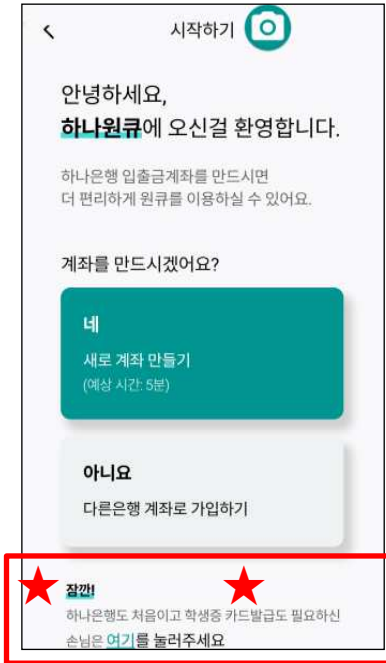 시작하기
안녕하세요,
하나원큐에 오신걸 환영합니다.
하나은행 입출금계좌를 만드시면
더 편리하게 원큐를 이용하실 수 있어요.
계좌를 만드시겠어요?
네
새로 계좌 만들기
(예상 시간: 5분)
아니요
다른은행 계좌로 가입하기
잠깐!
하나은행도 처음이고 학생증 카드발급도 필요하신
손님은 여기를 눌러주세요